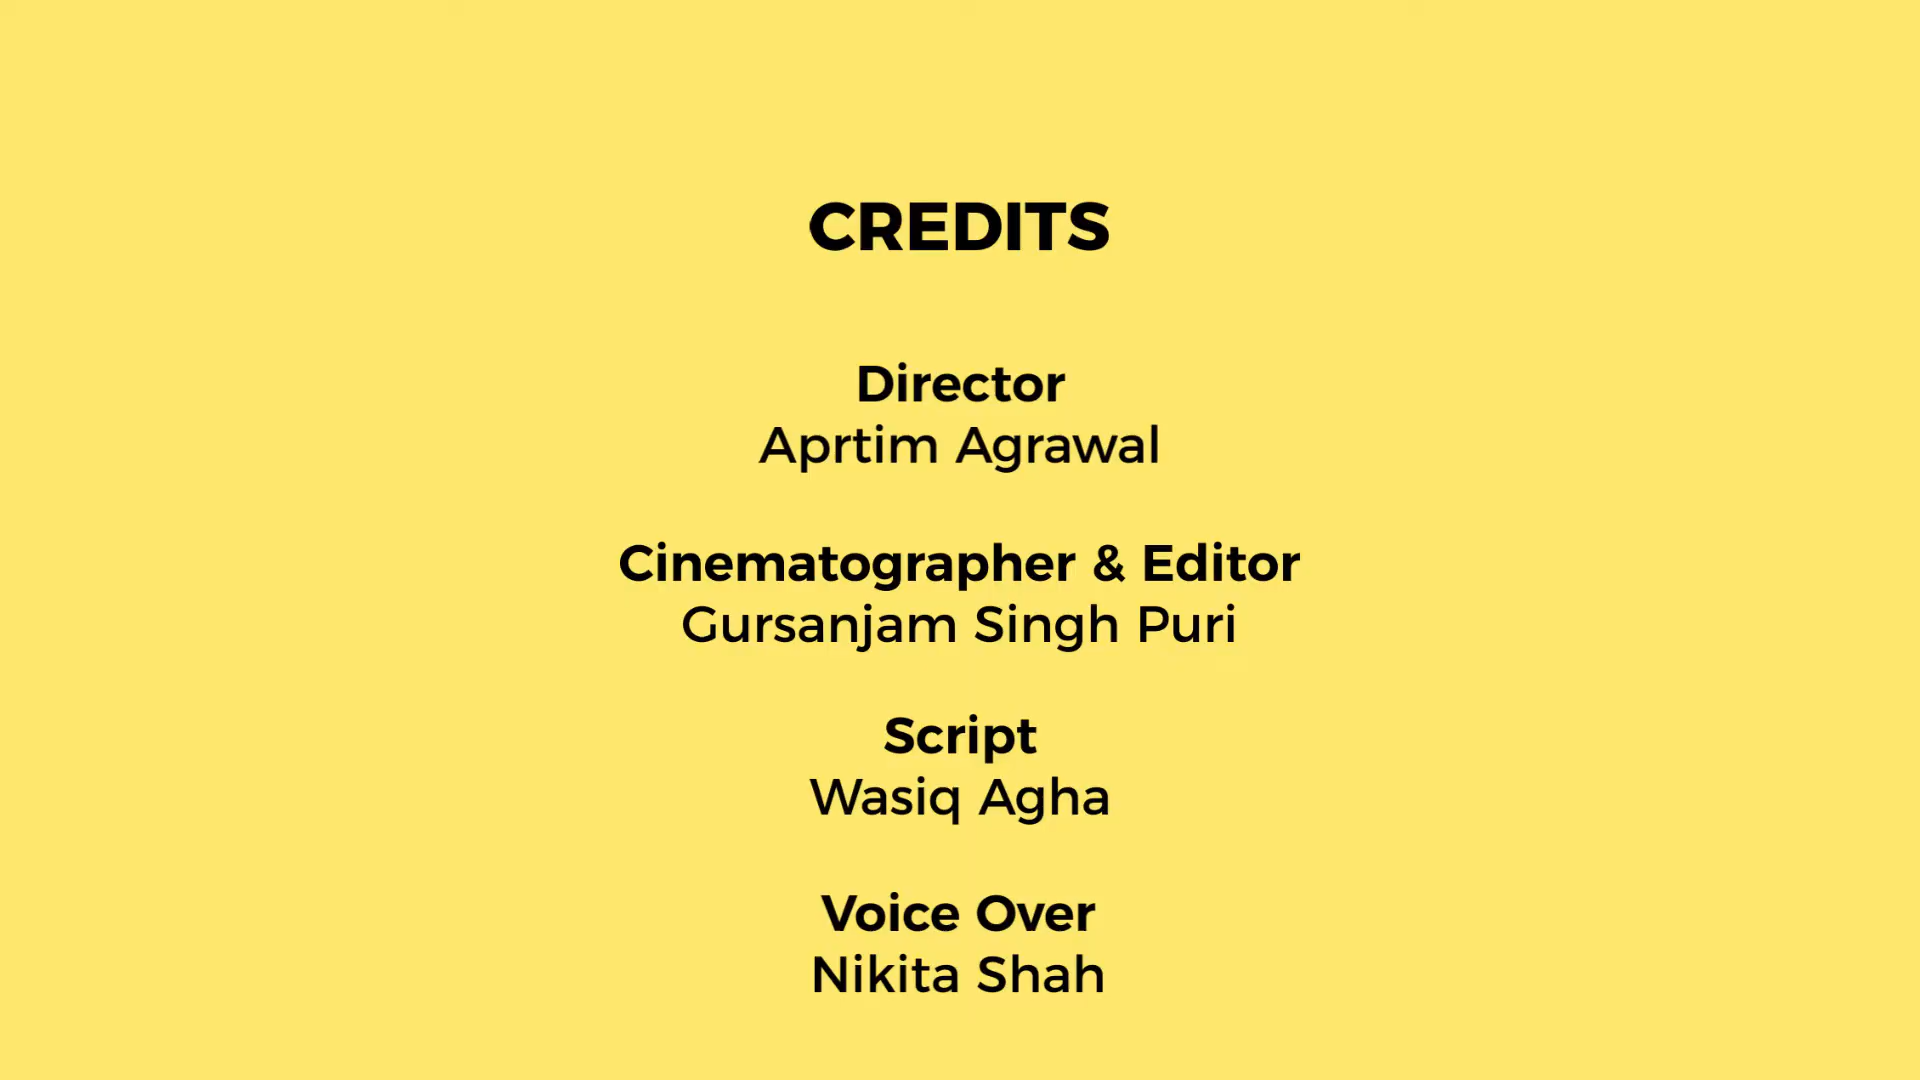 CREDITS
Director
Aprtim Agrawal
Cinematographer & Editor
Gursanjam Singh Puri
Script
Wasiq Agha
Voice Over
Nikita Shah